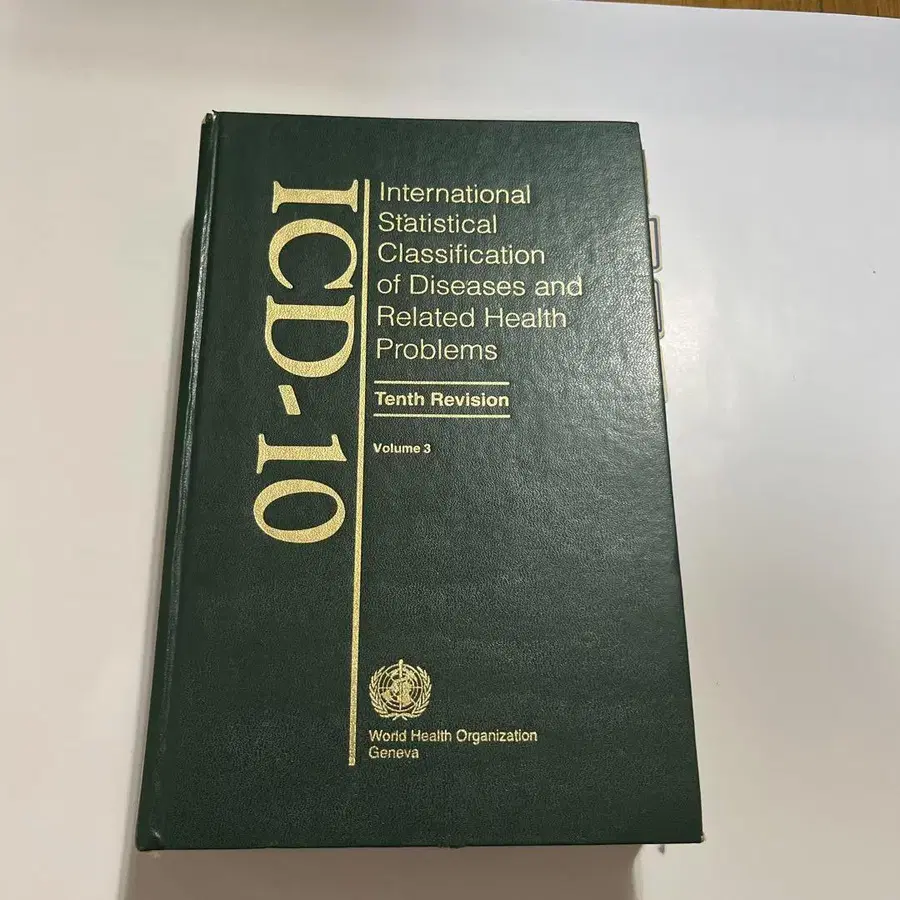 ICD-10
International
Statistical
Classification
of Diseases and
Related Health
Problems
Tenth Revision
Volume 3
World Health Organization
Geneva